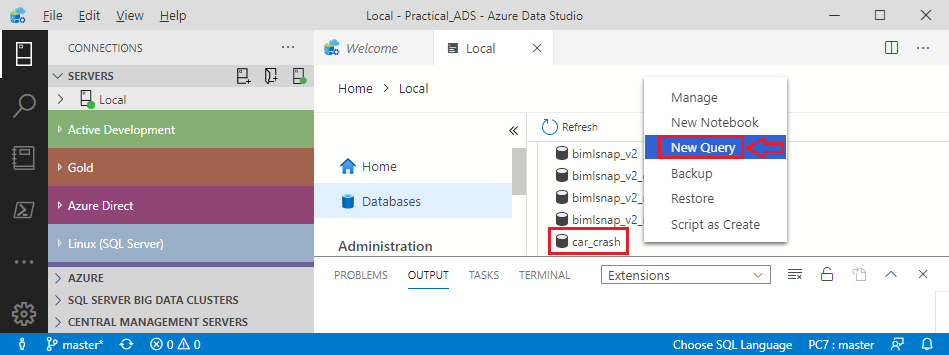 File Edit View
Local - Practical_ADS - Azure Data Studio
CONNECTIONS
SERVERS
Local
Active Development
Gold
Azure Direct
Linux (SQL Server)
AZURE
SQL SERVER BIG DATA CLUSTERS
CENTRAL MANAGEMENT SERVERS
Welcome
Local
Home > Local
Home
Databases
Administration
Refresh
bimlsnap_v2
bimlsnap_v2_
bimlsnap_v2_
bimlsnap_v2_
car_crash
Manage
New Notebook
New Query
Backup
Restore
Script as Create
PROBLEMS OUTPUT TASKS TERMINAL
Extensions
master* 0 0 Choose SQL Language PC7 : master